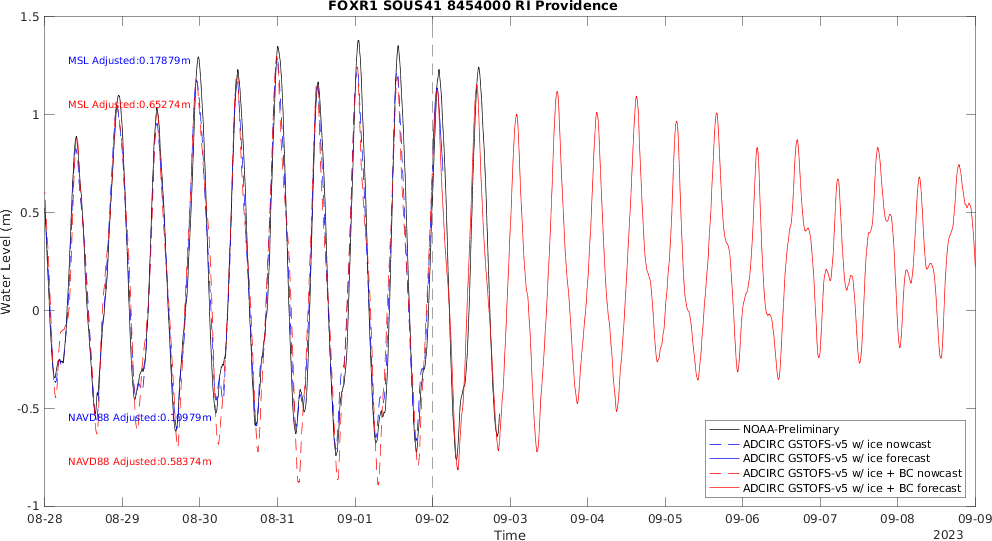 FOXR1 SOUS41 8454000 RI Providence
1.5
1
0.5
0
-0.5
-1
Water Level (m)
MSL Adjusted:0.17879m
MSL Adjusted:0.65274m
NAVD88 Adjusted:0.10979m
NAVD88 Adjusted:0.58374m
NOAA-Preliminary
ADCIRC GSTOFS-v5 w/ ice nowcast
ADCIRC GSTOFS-v5 w/ ice forecast
ADCIRC GSTOFS-v5 w/ ice + BC nowcast
ADCIRC GSTOFS-v5 w/ ice + BC forecast
08-28 08-29 08-30 08-31 09-01 09-02 09-03 09-04 09-05 09-06 09-07 09-08 09-09
Time
2023